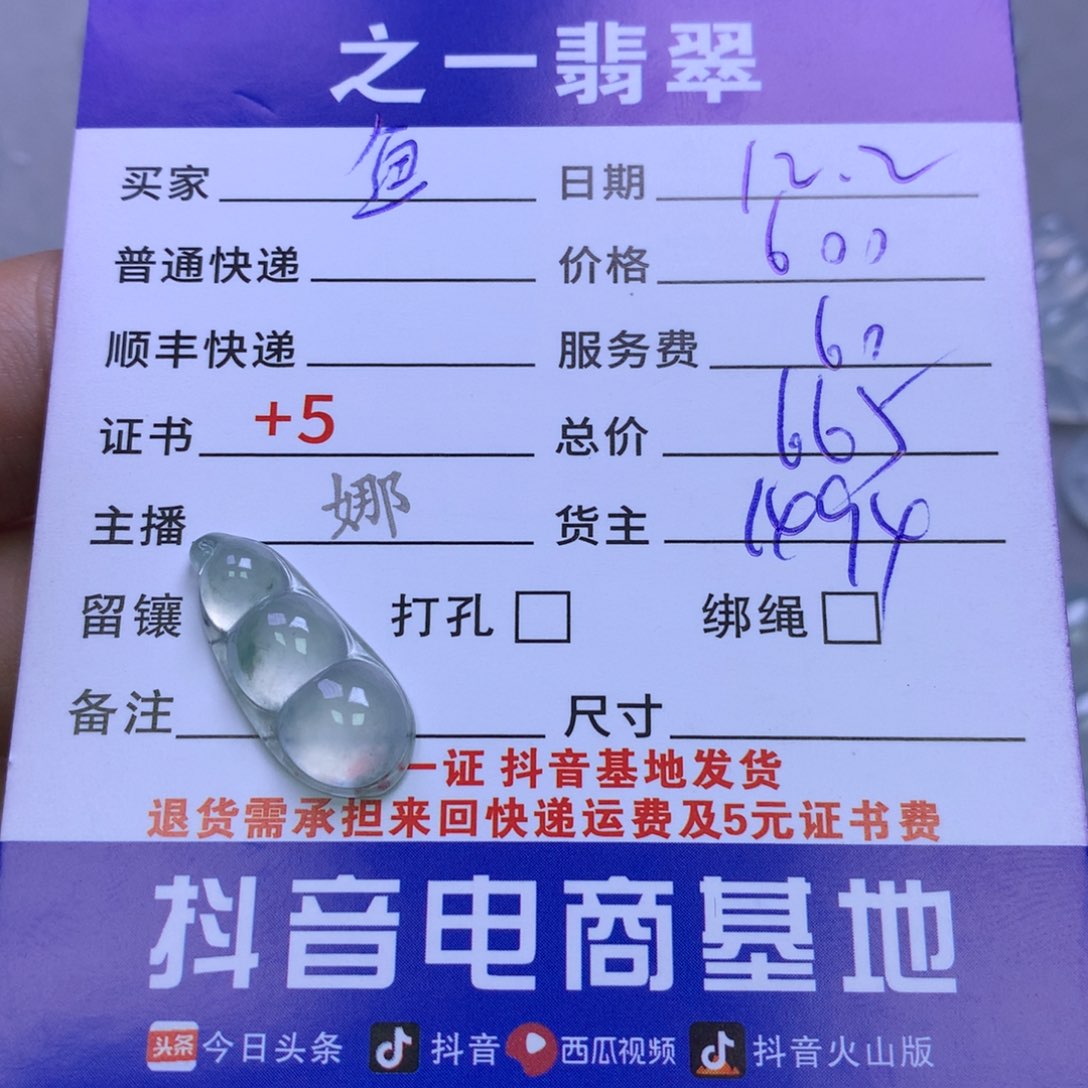 之一翡翠
买家 鱼 日期 12.2
普通快递 价格 600
顺丰快递 服务费 60
证书 +5 总价 665
主播 娜 货主 1494
留镶 打孔 绑绳
备注 尺寸
一证 抖音基地发货
退货需承担来回快递运费及5元证书费
抖音电商基地
头条 今日头条 抖音 西瓜视频 抖音火山版